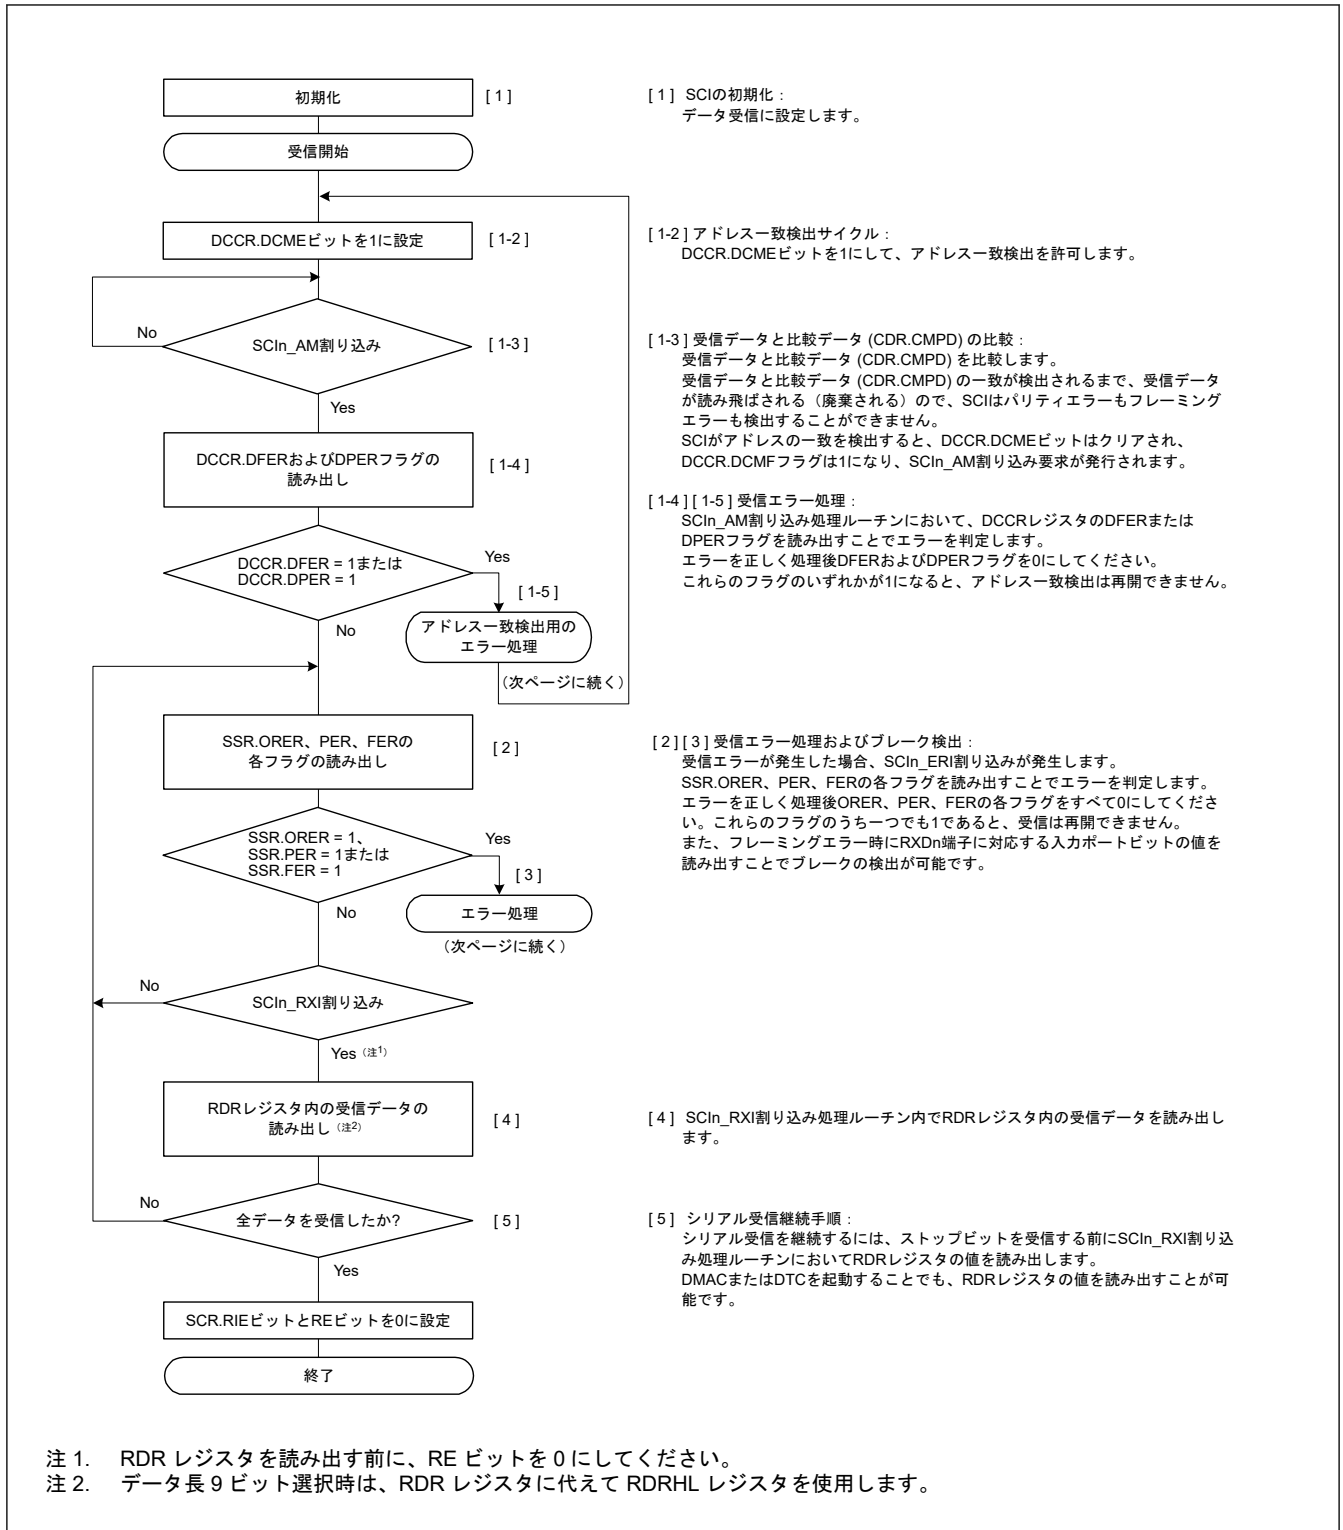 初期化
[ 1 ]
[ 1 ] SCIの初期化：
データ受信に設定します。
受信開始
DCCR.DCMEビットを1に設定
[ 1-2 ]
[ 1-2 ] アドレス一致検出サイクル：
DCCR.DCMEビットを1にして、アドレス一致検出を許可します。
No
SCIn_AM割り込み
[ 1-3 ]
Yes
[ 1-3 ] 受信データと比較データ (CDR.CMPD) の比較：
受信データと比較データ (CDR.CMPD) を比較します。
受信データと比較データ (CDR.CMPD) の一致が検出されるまで、受信データ
が読み飛ばされる（廃棄される）ので、SCIはパリティエラーもフレーミング
エラーも検出することができません。
SCIがアドレスの一致を検出すると、DCCR.DCMEビットはクリアされ、
DCCR.DCMFフラグは1になり、SCIn_AM割り込み要求が発行されます。
DCCR.DFERおよびDPERフラグの
読み出し
[ 1-4 ]
[ 1-4 ] [ 1-5 ] 受信エラー処理：
SCIn_AM割り込み処理ルーチンにおいて、DCCRレジスタのDFERまたは
DPERフラグを読み出すことでエラーを判定します。
エラーを正しく処理後DFERおよびDPERフラグを0にしてください。
これらのフラグのいずれかが1になると、アドレス一致検出は再開できません。
DCCR.DFER = 1または
DCCR.DPER = 1
Yes
[ 1-5 ]
No
アドレス一致検出用の
エラー処理
（次ページに続く）
SSR.ORER、PER、FERの
各フラグの読み出し
[ 2 ]
[ 2 ] [ 3 ] 受信エラー処理およびブレーク検出：
受信エラーが発生した場合、SCIn_ERI割り込みが発生します。
SSR.ORER、PER、FERの各フラグを読み出すことでエラーを判定します。
エラーを正しく処理後ORER、PER、FERの各フラグをすべて0にしてくださ
い。これらのフラグのうち一つでも1であると、受信は再開できません。
また、フレーミングエラー時にRXDn端子に対応する入力ポートビットの値を
読み出すことでブレークの検出が可能です。
SSR.ORER = 1、
SSR.PER = 1または
SSR.FER = 1
Yes
[ 3 ]
No
エラー処理
（次ページに続く）
No
SCIn_RXI割り込み
Yes （注1）
RDRレジスタ内の受信データの
読み出し （注2）
[ 4 ]
[ 4 ] SCIn_RXI割り込み処理ルーチン内でRDRレジスタ内の受信データを読み出し
ます。
No
全データを受信したか?
[ 5 ]
Yes
[ 5 ] シリアル受信継続手順：
シリアル受信を継続するには、ストップビットを受信する前にSCIn_RXI割り込
み処理ルーチンにおいてRDRレジスタの値を読み出します。
DMACまたはDTCを起動することでも、RDRレジスタの値を読み出すことが可
能です。
SCR.RIEビットとREビットを0に設定
終了
注 1. RDR レジスタを読み出す前に、RE ビットを 0 にしてください。
注 2. データ長 9 ビット選択時は、RDR レジスタに代えて RDRHL レジスタを使用します。